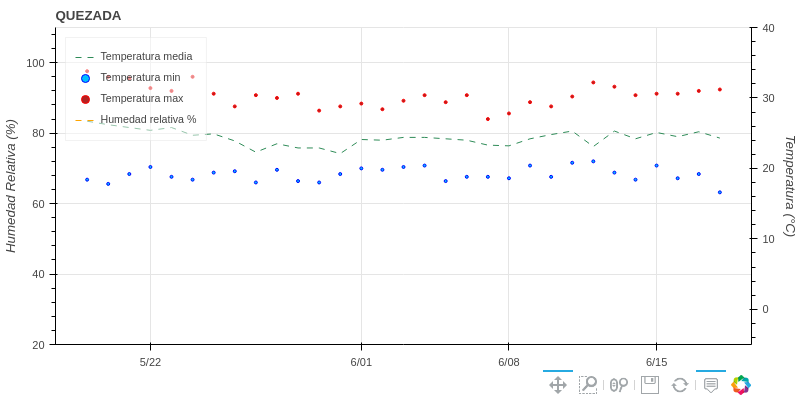 QUEZADA
Temperatura media
Temperatura min
Temperatura max
Humedad relativa %
Humedad Relativa (%)
100
80
60
40
20
Temperatura (°C)
40
30
20
10
0
5/22
6/01
6/08
6/15